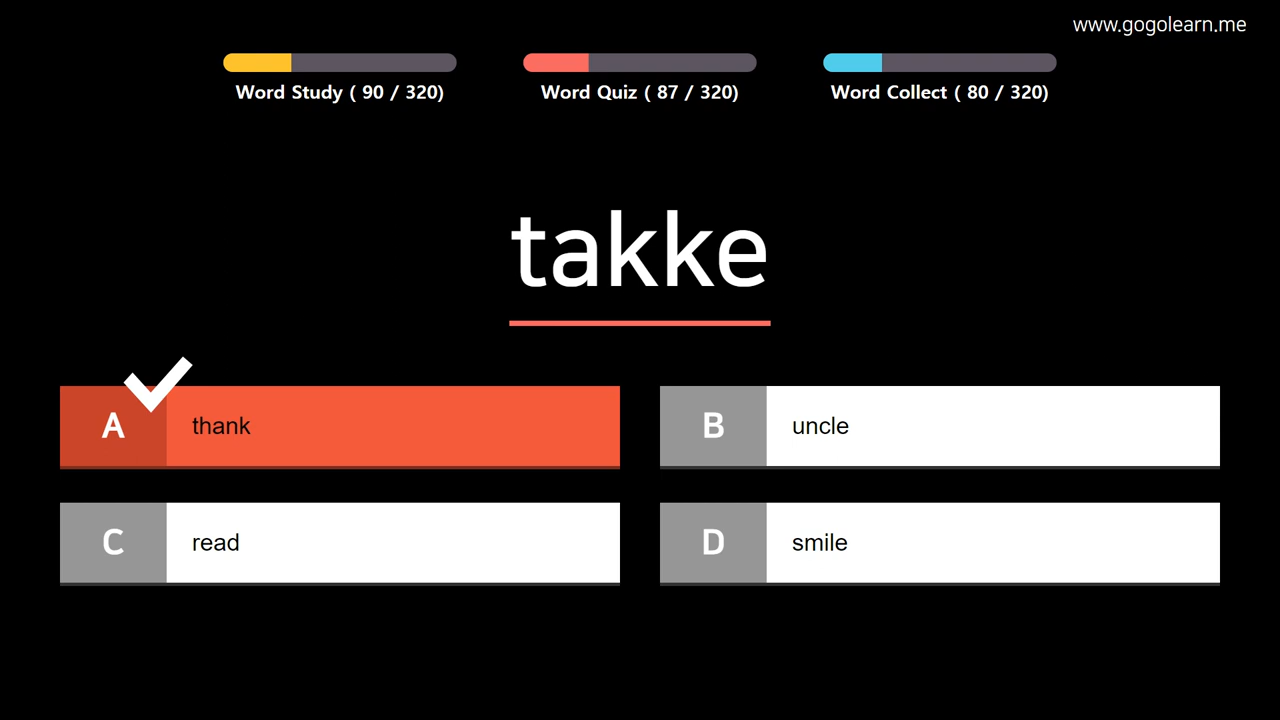 www.gogolearn.me
Word Study ( 90 / 320)
Word Quiz ( 87 / 320)
Word Collect ( 80 / 320)
takke
A thank
B uncle
C read
D smile